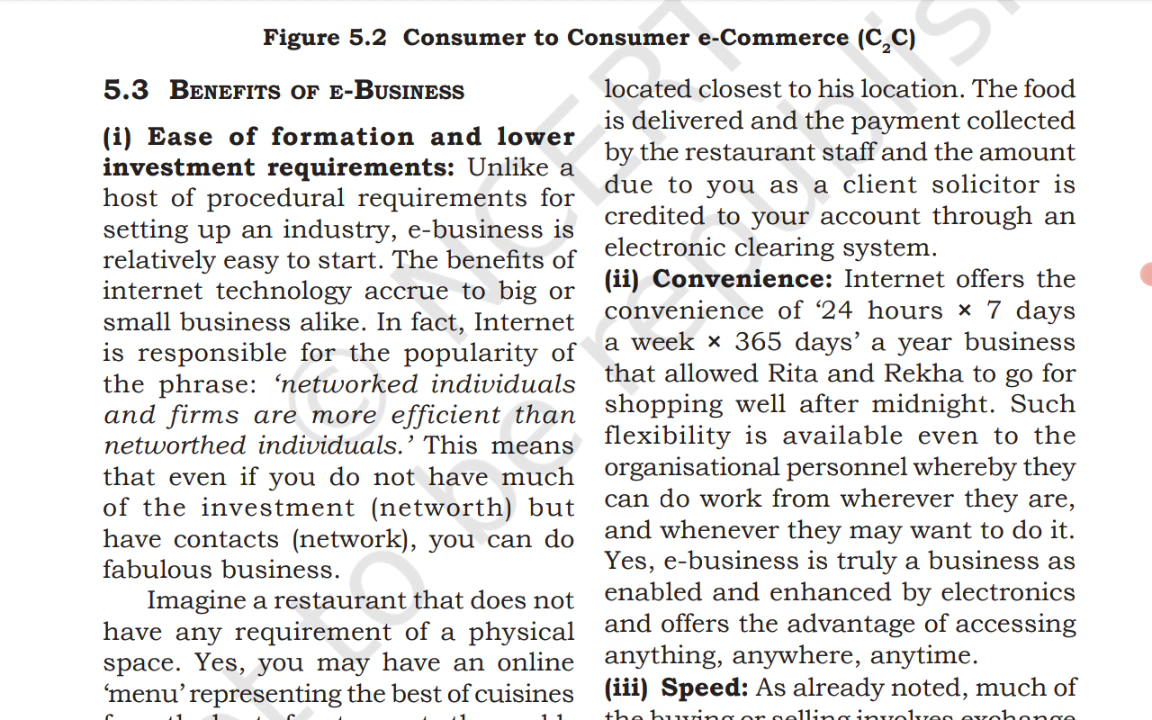 Figure 5.2 Consumer to Consumer e-Commerce (C₂C)
5.3 BENEFITS OF E-BUSINESS
(i) Ease of formation and lower
investment requirements: Unlike a
host of procedural requirements for
setting up an industry, e-business is
relatively easy to start. The benefits of
internet technology accrue to big or
small business alike. In fact, Internet
is responsible for the popularity of
the phrase: ‘networked individuals
and firms are more efficient than
networthed individuals.’ This means
that even if you do not have much
of the investment (networth) but
have contacts (network), you can do
fabulous business.
Imagine a restaurant that does not
have any requirement of a physical
space. Yes, you may have an online
‘menu’ representing the best of cuisines
located closest to his location. The food
is delivered and the payment collected
by the restaurant staff and the amount
due to you as a client solicitor is
credited to your account through an
electronic clearing system.
(ii) Convenience: Internet offers the
convenience of ‘24 hours × 7 days
a week × 365 days’ a year business
that allowed Rita and Rekha to go for
shopping well after midnight. Such
flexibility is available even to the
organisational personnel whereby they
can do work from wherever they are,
and whenever they may want to do it.
Yes, e-business is truly a business as
enabled and enhanced by electronics
and offers the advantage of accessing
anything, anywhere, anytime.
(iii) Speed: As already noted, much of
the buying or selling involves exchange
© NCERT